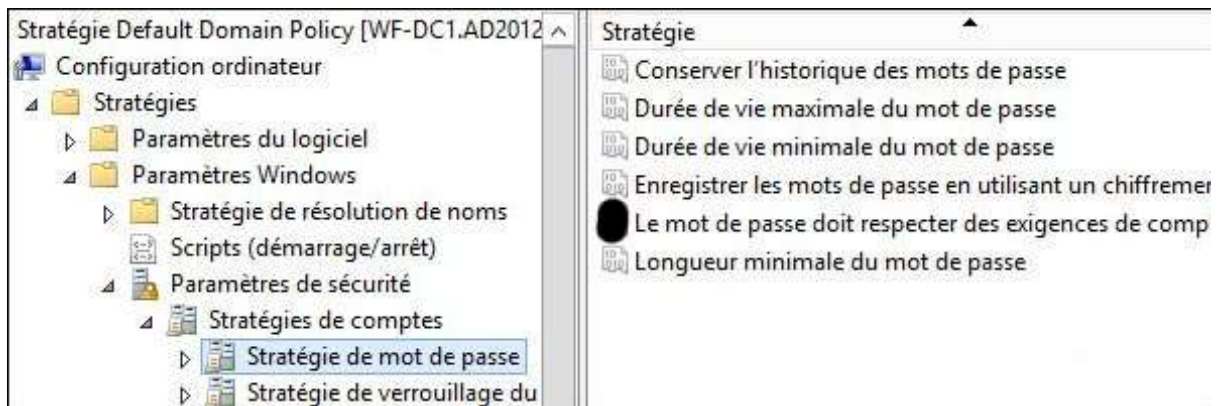 Stratégie Default Domain Policy [WF-DC1.AD2012
Configuration ordinateur
Stratégies
Paramètres du logiciel
Paramètres Windows
Stratégie de résolution de noms
Scripts (démarrage/arrêt)
Paramètres de sécurité
Stratégies de comptes
Stratégie de mot de passe
Stratégie de verrouillage du
Stratégie
Conserver l'historique des mots de passe
Durée de vie maximale du mot de passe
Durée de vie minimale du mot de passe
Enregistrer les mots de passe en utilisant un chiffremer
Le mot de passe doit respecter des exigences de comp
Longueur minimale du mot de passe